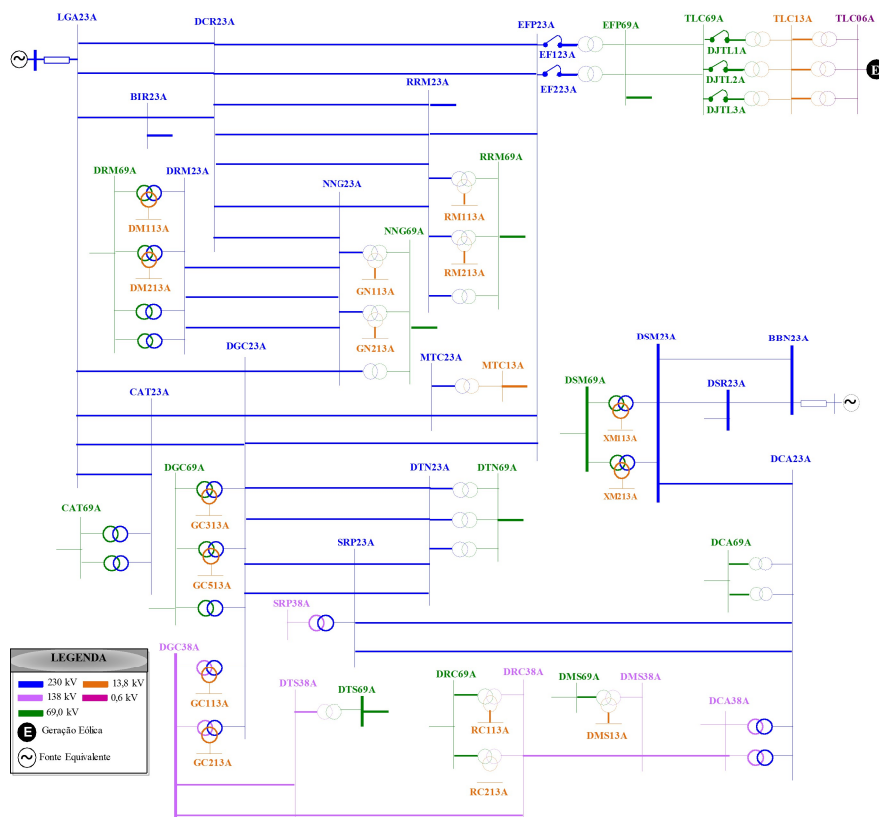 LGA23A
DCR23A
EFP23A
EFP69A
TLC69A
TLC13A
TLC06A
EF123A
DJTL1A
RRM23A
DJTL2A
E
EF223A
BIR23A
DJTL3A
DRM69A
DRM23A
RRM69A
NNG23A
RM113A
DM113A
NNG69A
RM213A
DM213A
GN113A
DGC23A
GN213A
DSM23A
BBN23A
MTC23A
MTC13A
DSM69A
DSR23A
CAT23A
XM113A
DCA23A
DGC69A
DTN23A
DTN69A
XM213A
CAT69A
GC313A
SRP23A
DCA69A
GC513A
SRP38A
DGC38A
LEGENDA
230 kV
13,8 kV
138 kV
0,6 kV
69,0 kV
E Geração Eólica
Fonte Equivalente
GC113A
GC213A
DTS38A
DTS69A
DRC69A
DRC38A
DMS69A
DMS38A
DCA38A
RC113A
DMS13A
RC213A